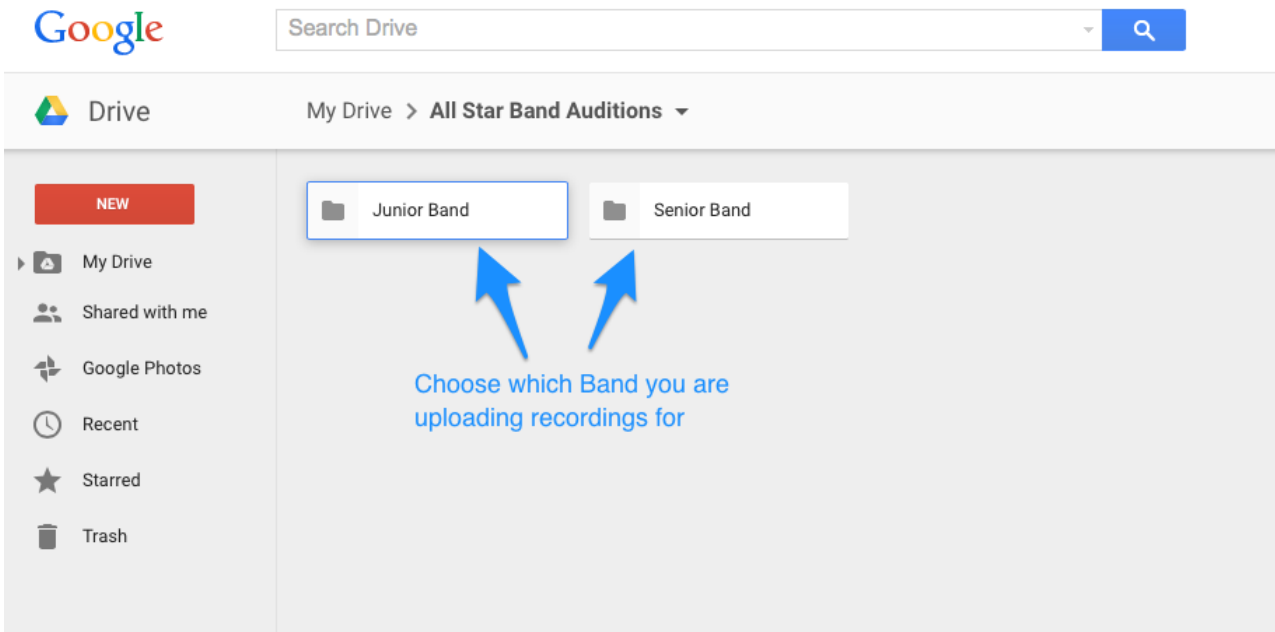 Google
Search Drive
Drive
My Drive > All Star Band Auditions
NEW
My Drive
Shared with me
Google Photos
Recent
Starred
Trash
Junior Band
Senior Band
Choose which Band you are
uploading recordings for